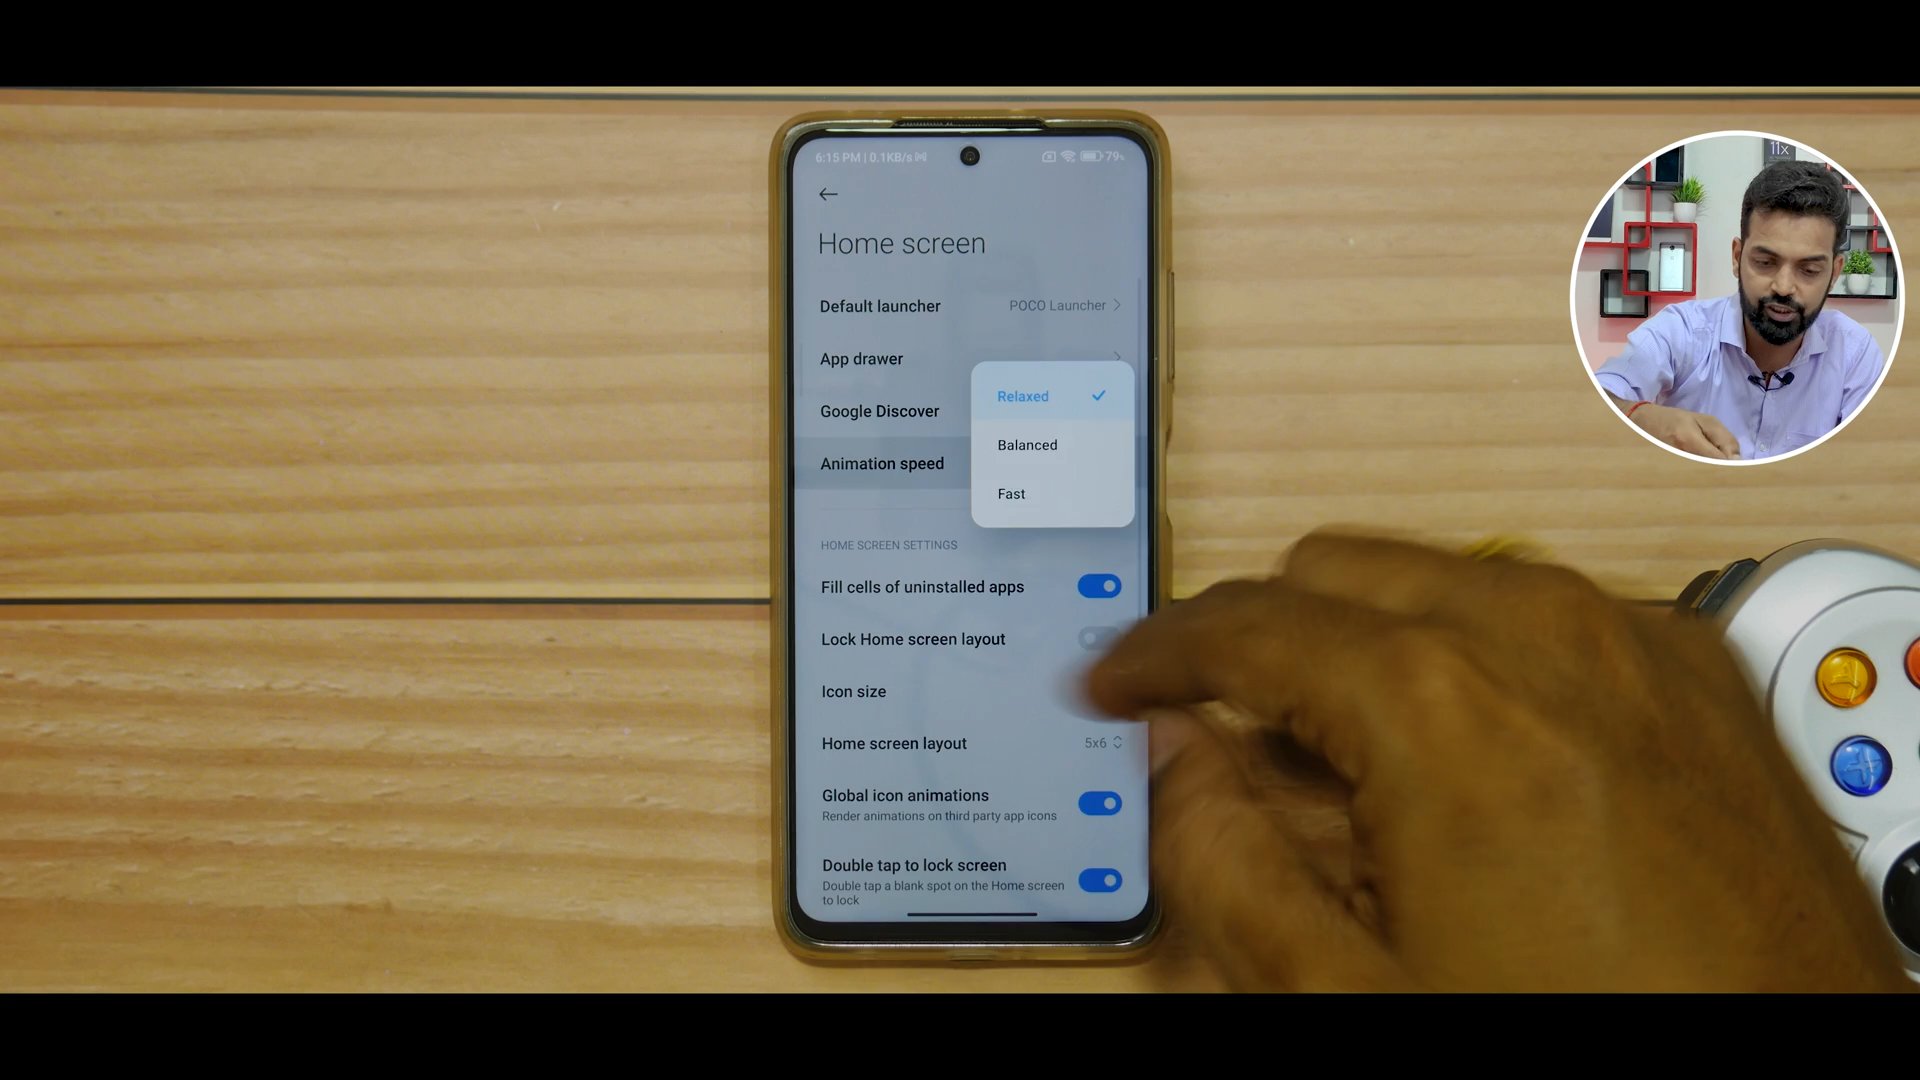 6:15 PM | 0.1KB/s
79%
Home screen
Default launcher POCO Launcher
App drawer
Google Discover
Animation speed
Relaxed
Balanced
Fast
HOME SCREEN SETTINGS
Fill cells of uninstalled apps
Lock Home screen layout
Icon size
Home screen layout 5x6
Global icon animations
Render animations on third party app icons
Double tap to lock screen
Double tap a blank spot on the Home screen
to lock
11x